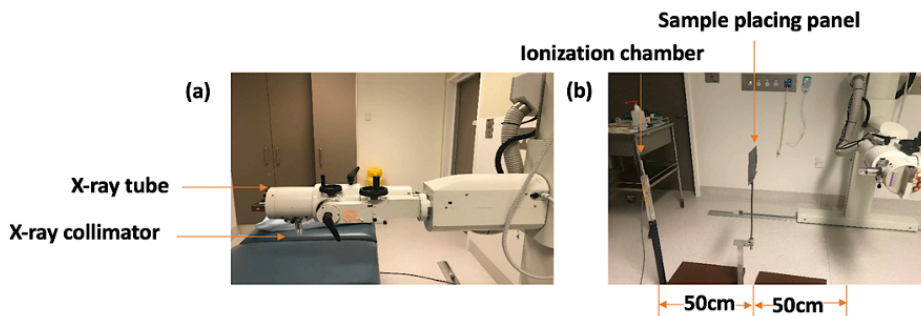 Sample placing panel
Ionization chamber
(a)
(b)
X-ray tube
X-ray collimator
50cm
50cm